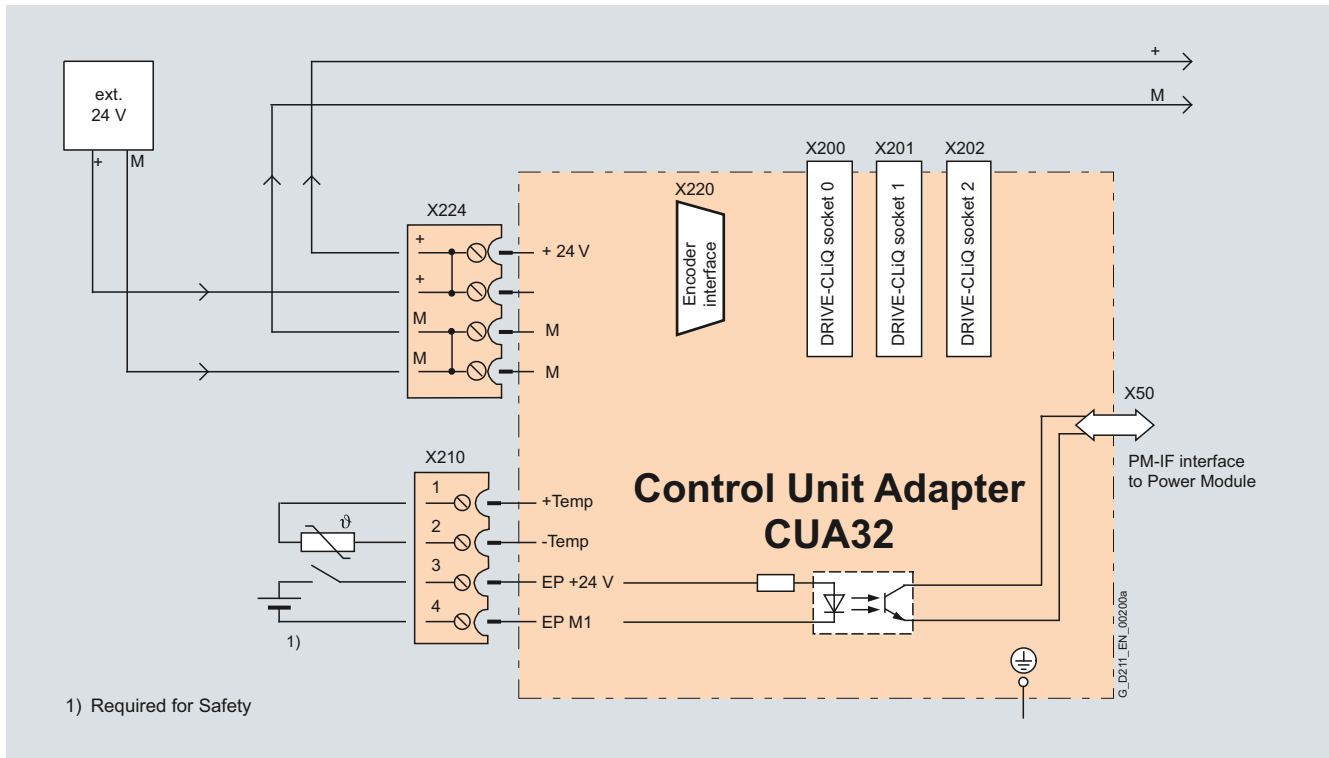 +
M
ext.
24 V
+ M
X200 X201 X202
X220
Encoder
interface
DRIVE-CLiQ socket 0
DRIVE-CLiQ socket 1
DRIVE-CLiQ socket 2
X224
+ + 24 V
+
M M
M M
X50
PM-IF interface
to Power Module
X210
1 +Temp
2 -Temp
3 EP +24 V
4 EP M1
ϑ
1)
Control Unit Adapter
CUA32
G_D211_EN_00200a
1) Required for Safety